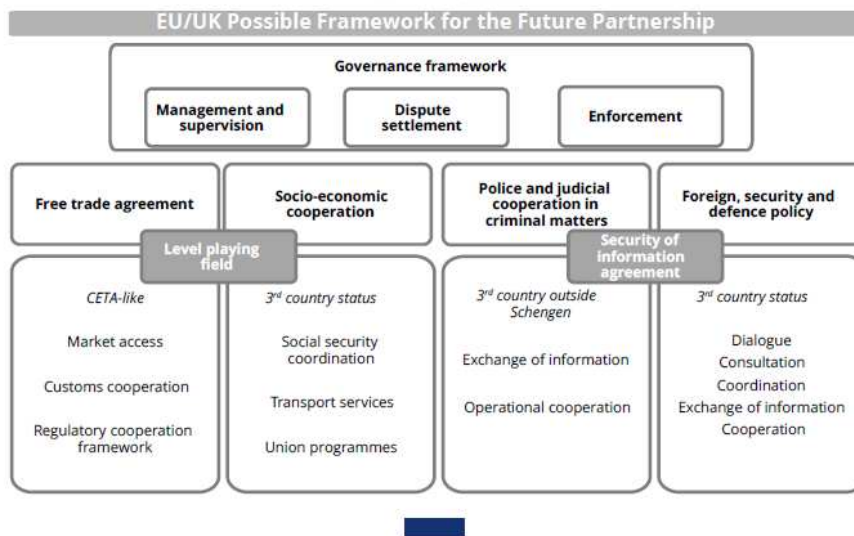 EU/UK Possible Framework for the Future Partnership
Governance framework
Management and
supervision
Dispute
settlement
Enforcement
Free trade agreement
Socio-economic
cooperation
Police and judicial
cooperation in
criminal matters
Foreign, security and
defence policy
Level playing
field
Security of
information
agreement
CETA-like
Market access
Customs cooperation
Regulatory cooperation
framework
3rd country status
Social security
coordination
Transport services
Union programmes
3rd country outside
Schengen
Exchange of information
Operational cooperation
3rd country status
Dialogue
Consultation
Coordination
Exchange of information
Cooperation